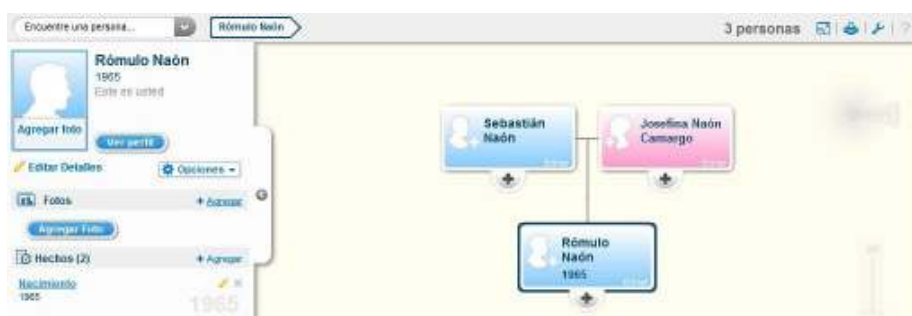 Encuentre una persona...
Rómulo Naón
3 personas
?
Rómulo Naón
1965
Este es usted
Agregar foto
Ver perfil
Editar Detalles
Opciones
Fotos
+ Agregar
Agregar Foto
Hechos (2)
+ Agregar
Nacimiento
1965
1965
Sebastián
Naón
Josefina Naón
Camargo
Rómulo
Naón
1965